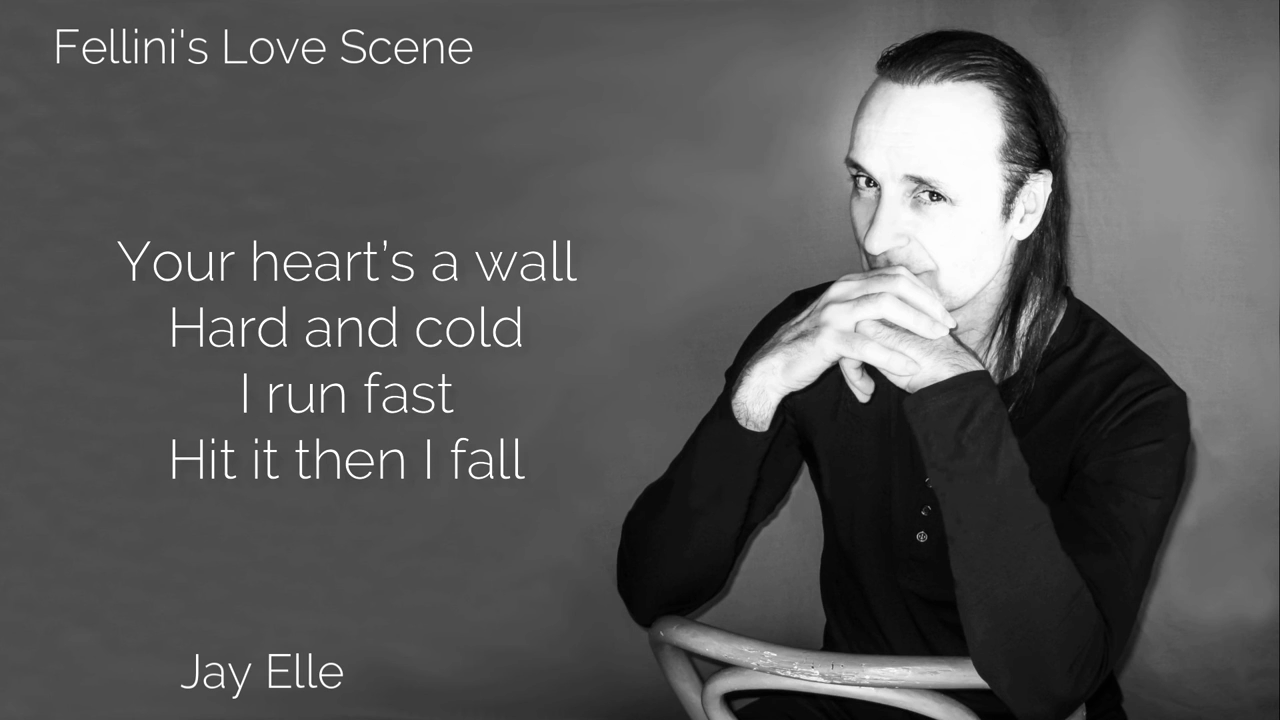 Fellini's Love Scene
Your heart’s a wall
Hard and cold
I run fast
Hit it then I fall
Jay Elle